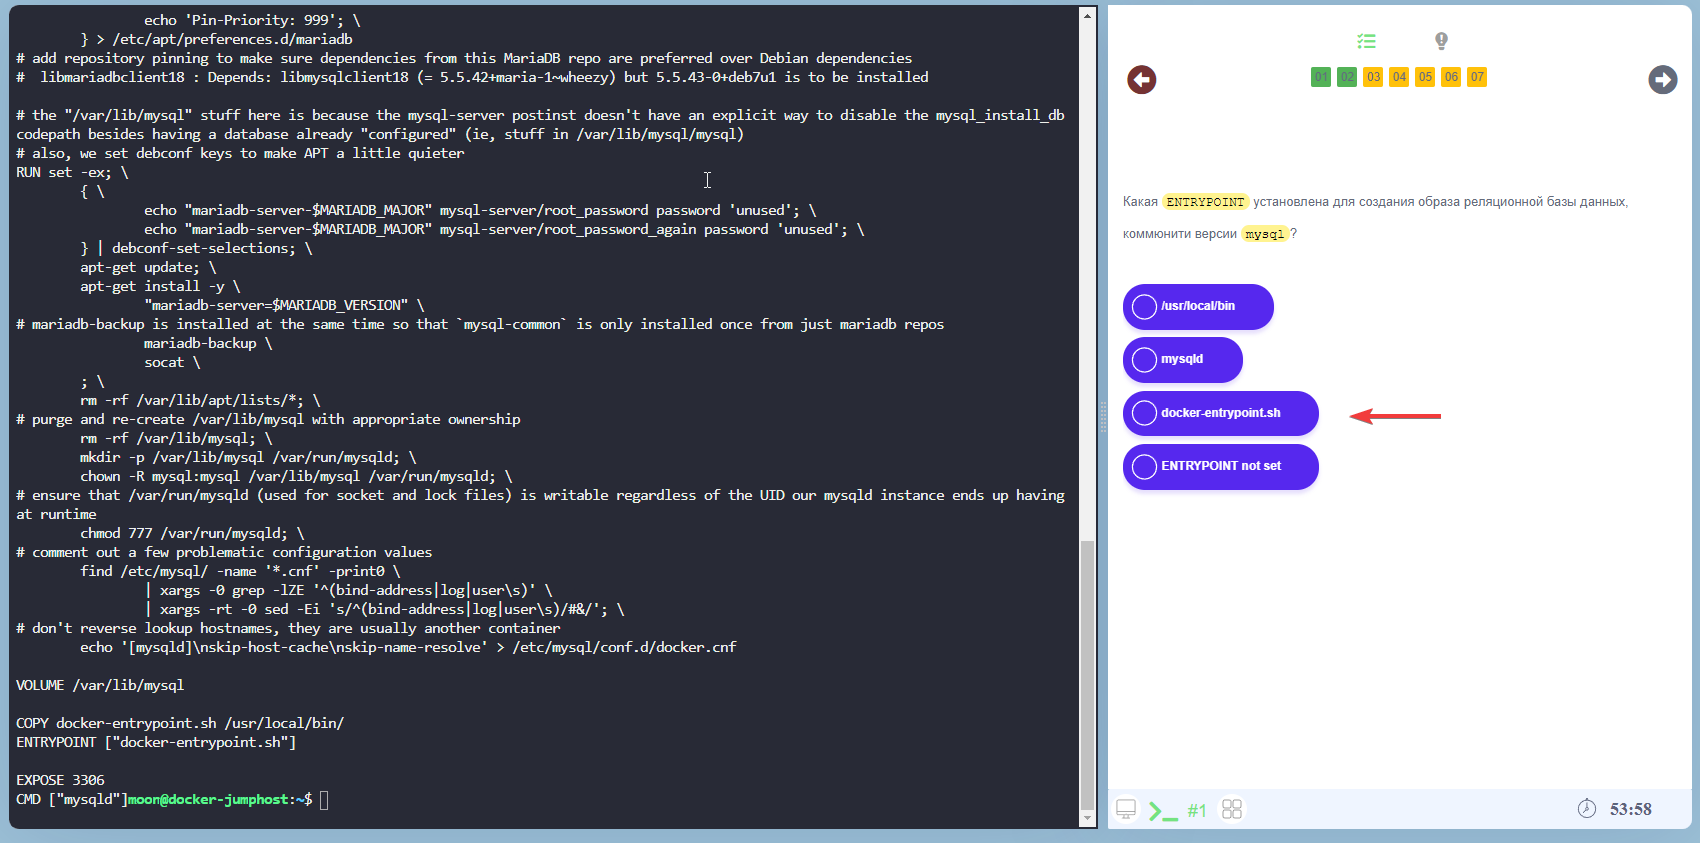 echo 'Pin-Priority: 999'; \
} > /etc/apt/preferences.d/mariadb
# add repository pinning to make sure dependencies from this MariaDB repo are preferred over Debian dependencies
#  libmariadbclient18 : Depends: libmysqlclient18 (= 5.5.42+maria-1~wheezy) but 5.5.43-0+deb7u1 is to be installed
# the "/var/lib/mysql" stuff here is because the mysql-server postinst doesn't have an explicit way to disable the mysql_install_db
codepath besides having a database already "configured" (ie, stuff in /var/lib/mysql/mysql)
# also, we set debconf keys to make APT a little quieter
RUN set -ex; \
{ \
echo "mariadb-server-$MARIADB_MAJOR" mysql-server/root_password password 'unused'; \
echo "mariadb-server-$MARIADB_MAJOR" mysql-server/root_password_again password 'unused'; \
} | debconf-set-selections; \
apt-get update; \
apt-get install -y \
"mariadb-server=$MARIADB_VERSION" \
# mariadb-backup is installed at the same time so that `mysql-common` is only installed once from just mariadb repos
mariadb-backup \
socat \
; \
rm -rf /var/lib/apt/lists/*; \
# purge and re-create /var/lib/mysql with appropriate ownership
rm -rf /var/lib/mysql; \
mkdir -p /var/lib/mysql /var/run/mysqld; \
chown -R mysql:mysql /var/lib/mysql /var/run/mysqld; \
# ensure that /var/run/mysqld (used for socket and lock files) is writable regardless of the UID our mysqld instance ends up having
at runtime
chmod 777 /var/run/mysqld; \
# comment out a few problematic configuration values
find /etc/mysql/ -name '*.cnf' -print0 \
| xargs -0 grep -lZE '^(bind-address|log|user\s)' \
| xargs -rt -0 sed -Ei 's/^(bind-address|log|user\s)/#&/'; \
# don't reverse lookup hostnames, they are usually another container
echo '[mysqld]\nskip-host-cache\nskip-name-resolve' > /etc/mysql/conf.d/docker.cnf
VOLUME /var/lib/mysql
COPY docker-entrypoint.sh /usr/local/bin/
ENTRYPOINT ["docker-entrypoint.sh"]
EXPOSE 3306
CMD ["mysqld"]moon@docker-jumphost:~$
01 02 03 04 05 06 07
Какая ENTRYPOINT установлена для создания образа реляционной базы данных,
коммюнити версии mysql?
/usr/local/bin
mysqld
docker-entrypoint.sh
ENTRYPOINT not set
#1
53:58